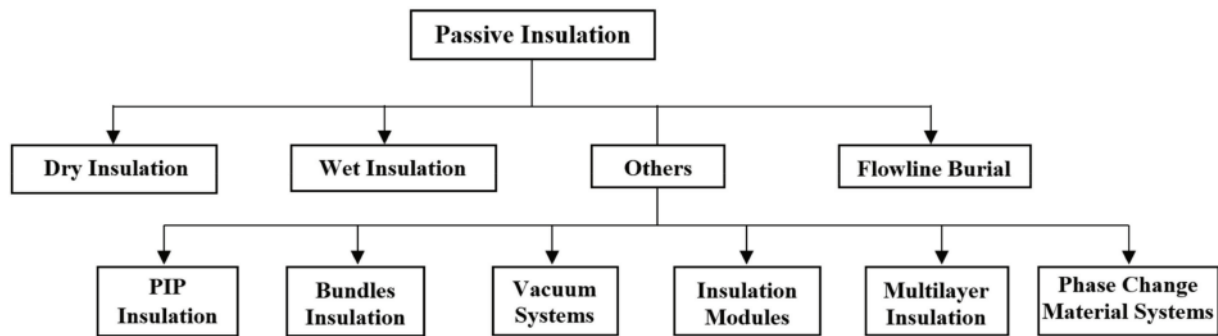 Passive Insulation
Dry Insulation
Wet Insulation
Others
Flowline Burial
PIP
Insulation
Bundles
Insulation
Vacuum
Systems
Insulation
Modules
Multilayer
Insulation
Phase Change
Material Systems